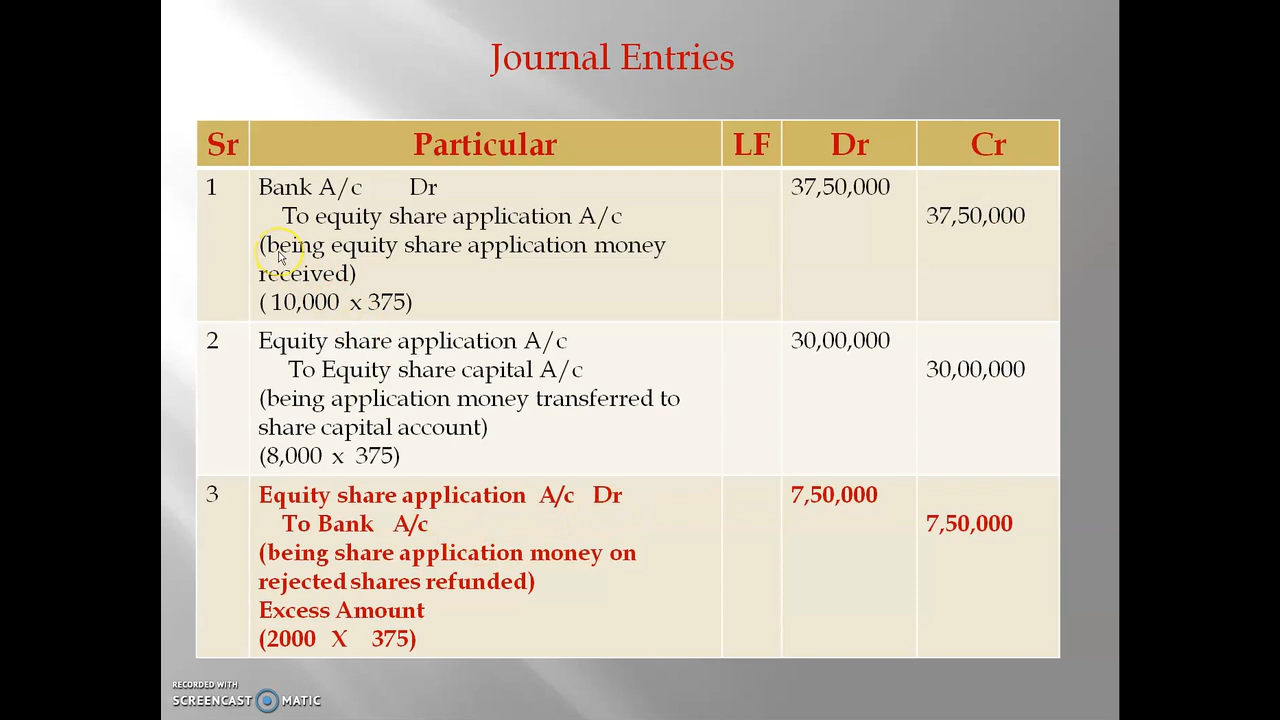 Journal Entries
Sr Particular LF Dr Cr
1 Bank A/c Dr 37,50,000
To equity share application A/c 37,50,000
(being equity share application money
received)
( 10,000 x 375)
2 Equity share application A/c 30,00,000
To Equity share capital A/c 30,00,000
(being application money transferred to
share capital account)
(8,000 x 375)
3 Equity share application A/c Dr 7,50,000
To Bank A/c 7,50,000
(being share application money on
rejected shares refunded)
Excess Amount
(2000 X 375)
RECORDED WITH
SCREENCAST MATIC